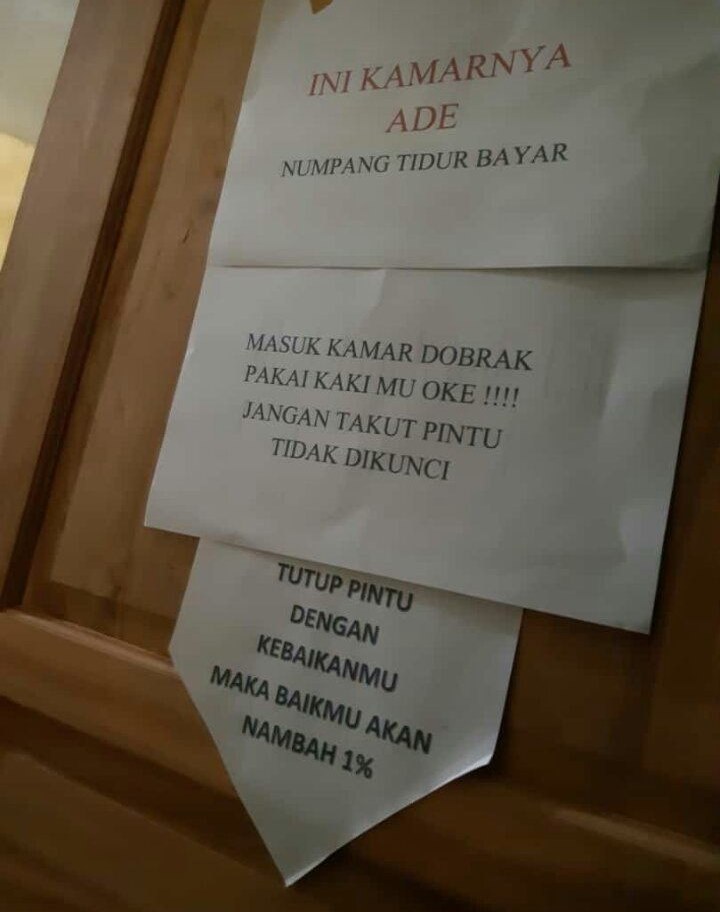 INI KAMARNYA
ADE
NUMPANG TIDUR BAYAR
MASUK KAMAR DOBRAK
PAKAI KAKI MU OKE !!!!
JANGAN TAKUT PINTU
TIDAK DIKUNCI
TUTUP PINTU
DENGAN
KEBAIKANMU
MAKA BAIKMU AKAN
NAMBAH 1%